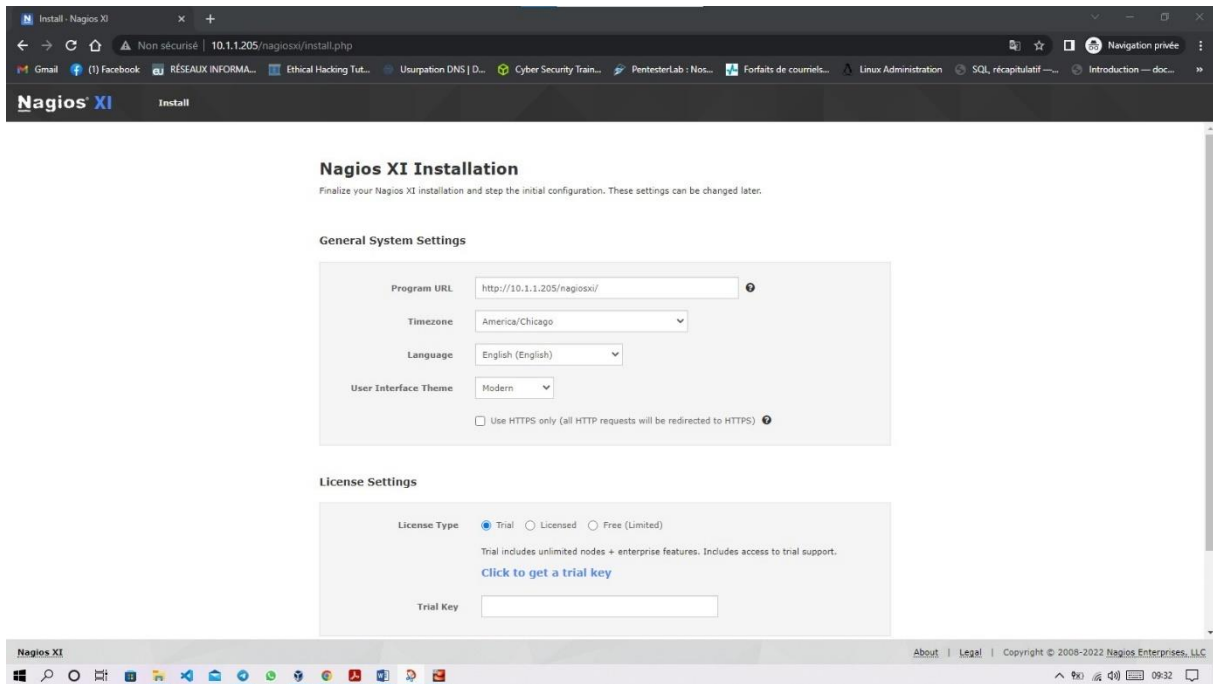 Install · Nagios XI
Non sécurisé | 10.1.1.205/nagiosxi/install.php
Navigation privée
Gmail (1) Facebook RÉSEAUX INFORMA... Ethical Hacking Tut... Usurpation DNS | D... Cyber Security Train... PentesterLab : Nos... Forfaits de courriels... Linux Administration SQL, récapitulatif —... Introduction — doc... »
Nagios XI Install
Nagios XI Installation
Finalize your Nagios XI installation and step the initial configuration. These settings can be changed later.
General System Settings
Program URL http://10.1.1.205/nagiosxi/
Timezone America/Chicago
Language English (English)
User Interface Theme Modern
Use HTTPS only (all HTTP requests will be redirected to HTTPS)
License Settings
License Type Trial Licensed Free (Limited)
Trial includes unlimited nodes + enterprise features. Includes access to trial support.
Click to get a trial key
Trial Key
Nagios XI About | Legal | Copyright © 2008-2022 Nagios Enterprises, LLC
09:32